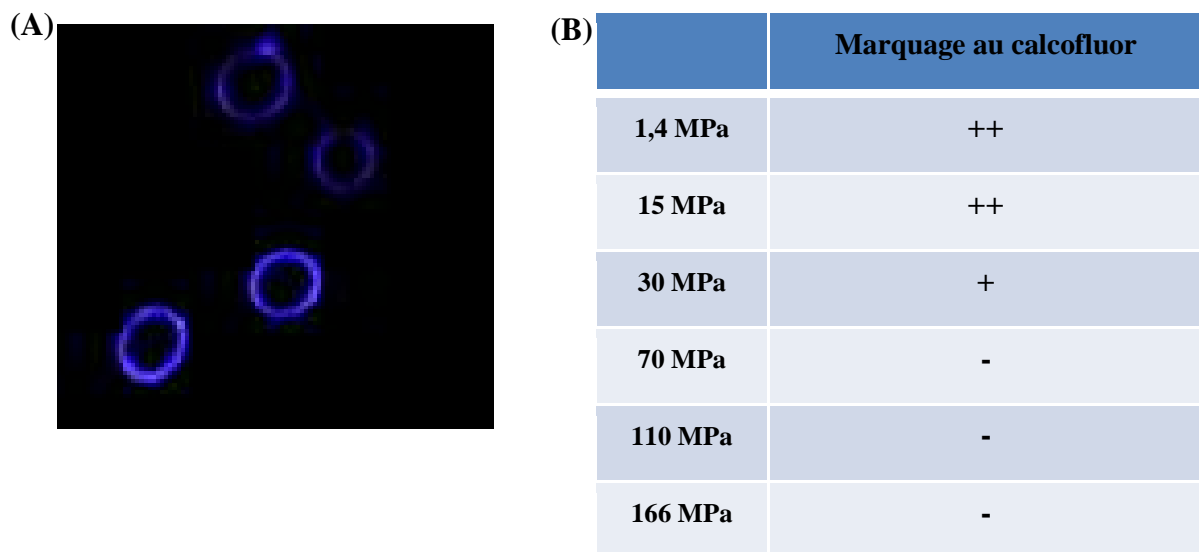 (A)
(B)
Marquage au calcofluor
1,4 MPa ++
15 MPa ++
30 MPa +
70 MPa -
110 MPa -
166 MPa -